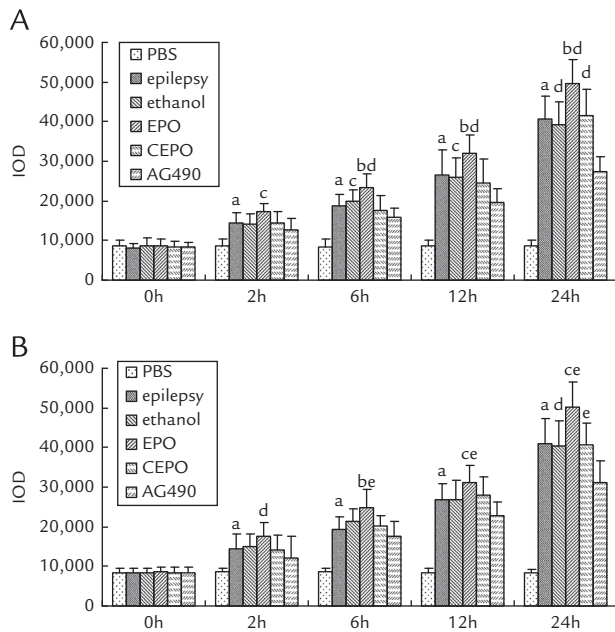 A
60,000
50,000
40,000
30,000
20,000
10,000
0
IOD
PBS
epilepsy
ethanol
EPO
CEPO
AG490
a c
a c bd
a c bd
a d bd d
0h 2h 6h 12h 24h
B
60,000
50,000
40,000
30,000
20,000
10,000
0
IOD
PBS
epilepsy
ethanol
EPO
CEPO
AG490
a d
a be
a ce
a d ce e
0h 2h 6h 12h 24h